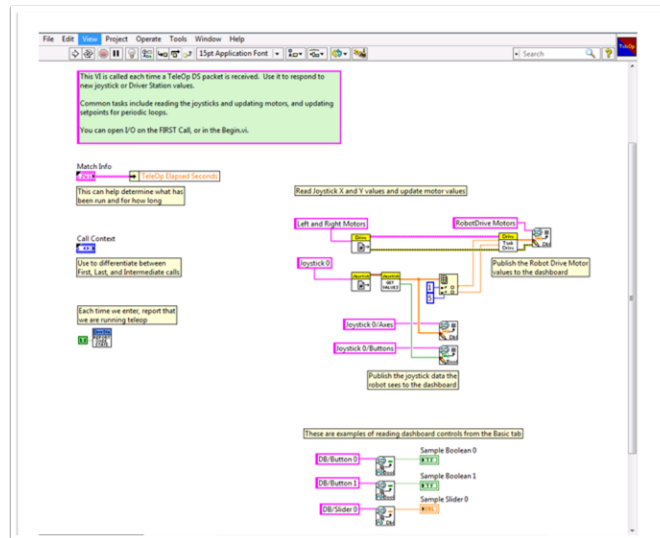 File Edit View Project Operate Tools Window Help
15pt Application Font
Search
TeleOp
This VI is called each time a TeleOp DS packet is received. Use it to respond to
new joystick or Driver Station values.
Common tasks include reading the joysticks and updating motors, and updating
setpoints for periodic loops.
You can open I/O on the FIRST Call, or in the Begin.vi.
Match Info
TeleOp Elapsed Seconds
This can help determine what has
been run and for how long
Call Context
Use to differentiate between
First, Last, and Intermediate calls
Each time we enter, report that
we are running teleop
Read Joystick X and Y values and update motor values
Left and Right Motors
RobotDrive Motors
Joystick 0
GET
VALUES
1
5
Publish the Robot Drive Motor
values to the dashboard
Joystick 0/Axes
Joystick 0/Buttons
Publish the joystick data the
robot sees to the dashboard
These are examples of reading dashboard controls from the Basic tab
DB/Button 0
Sample Boolean 0
TF
DB/Button 1
Sample Boolean 1
TF
DB/Slider 0
Sample Slider 0